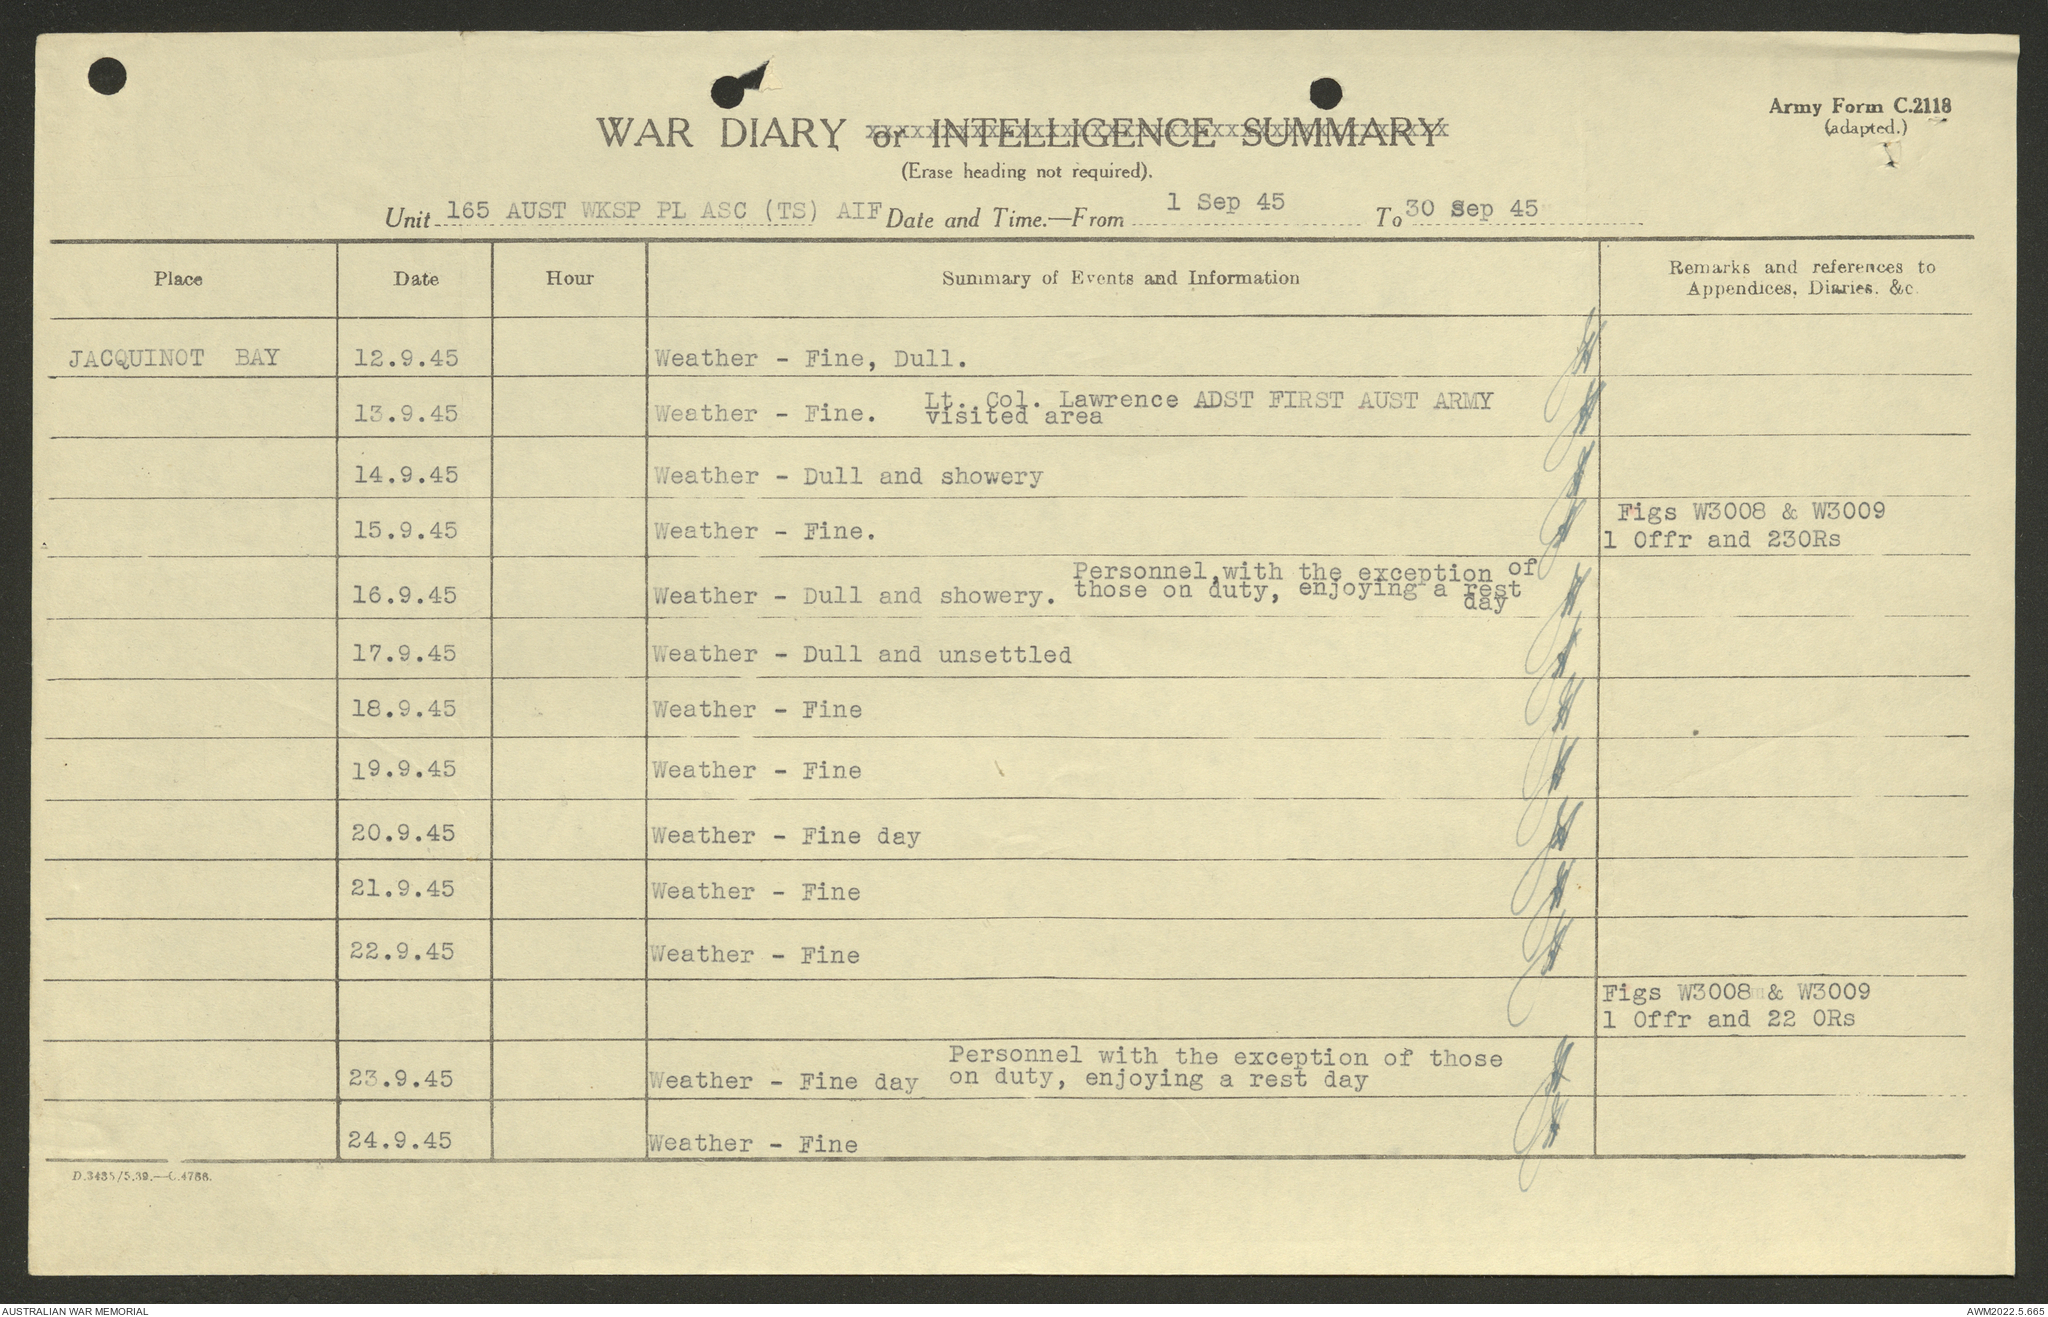 Army Form C.2118
(adapted.)
WAR DIARY or INTELLIGENCE SUMMARY
(Erase heading not required).
Unit 165 AUST WKSP PL ASC (TS) AIF Date and Time.—From 1 Sep 45 To 30 Sep 45
Place Date Hour Summary of Events and Information Remarks and references to
Appendices, Diaries. &c.
JACQUINOT BAY 12.9.45 Weather - Fine, Dull.
13.9.45 Weather - Fine. Lt. Col. Lawrence ADST FIRST AUST ARMY
visited area
14.9.45 Weather - Dull and showery
15.9.45 Weather - Fine. Figs W3008 & W3009
1 Offr and 23ORs
16.9.45 Weather - Dull and showery. Personnel,with the exception of
those on duty, enjoying a rest
day
17.9.45 Weather - Dull and unsettled
18.9.45 Weather - Fine
19.9.45 Weather - Fine
20.9.45 Weather - Fine day
21.9.45 Weather - Fine
22.9.45 Weather - Fine
Figs W3008 & W3009
1 Offr and 22 ORs
23.9.45 Weather - Fine day Personnel with the exception of those
on duty, enjoying a rest day
24.9.45 Weather - Fine
D.3435/5.39.—C.4788.
AUSTRALIAN WAR MEMORIAL AWM2022.5.665